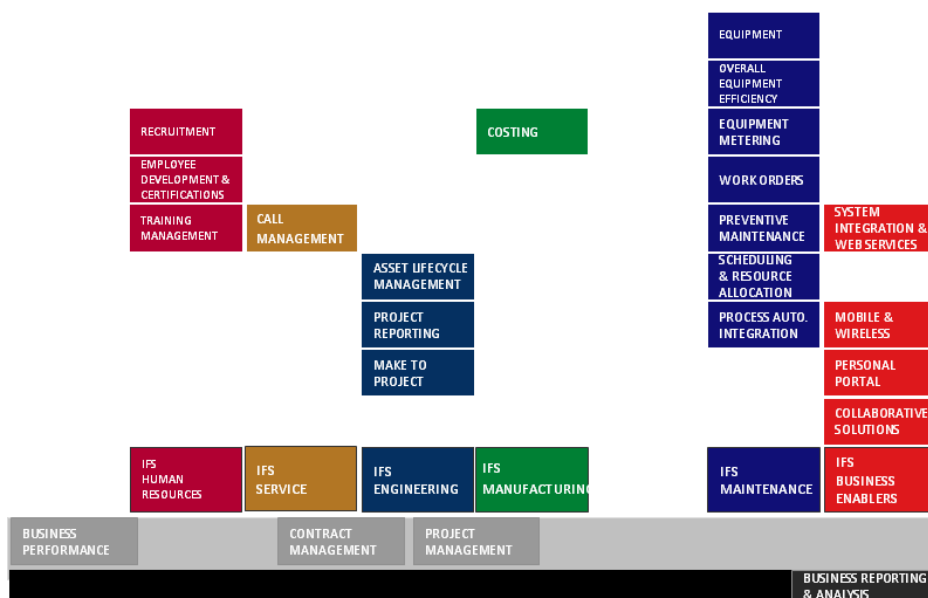 EQUIPMENT
OVERALL
EQUIPMENT
EFFICIENCY
RECRUITMENT
COSTING
EQUIPMENT
METERING
EMPLOYEE
DEVELOPMENT &
CERTIFICATIONS
WORK ORDERS
TRAINING
MANAGEMENT
CALL
MANAGEMENT
PREVENTIVE
MAINTENANCE
SYSTEM
INTEGRATION &
WEB SERVICES
ASSET LIFECYCLE
MANAGEMENT
SCHEDULING
& RESOURCE
ALLOCATION
PROJECT
REPORTING
PROCESS AUTO.
INTEGRATION
MOBILE &
WIRELESS
MAKE TO
PROJECT
PERSONAL
PORTAL
COLLABORATIVE
SOLUTIONS
IFS
HUMAN
RESOURCES
IFS
SERVICE
IFS
ENGINEERING
IFS
MANUFACTURING
IFS
MAINTENANCE
IFS
BUSINESS
ENABLERS
BUSINESS
PERFORMANCE
CONTRACT
MANAGEMENT
PROJECT
MANAGEMENT
BUSINESS REPORTING
& ANALYSIS